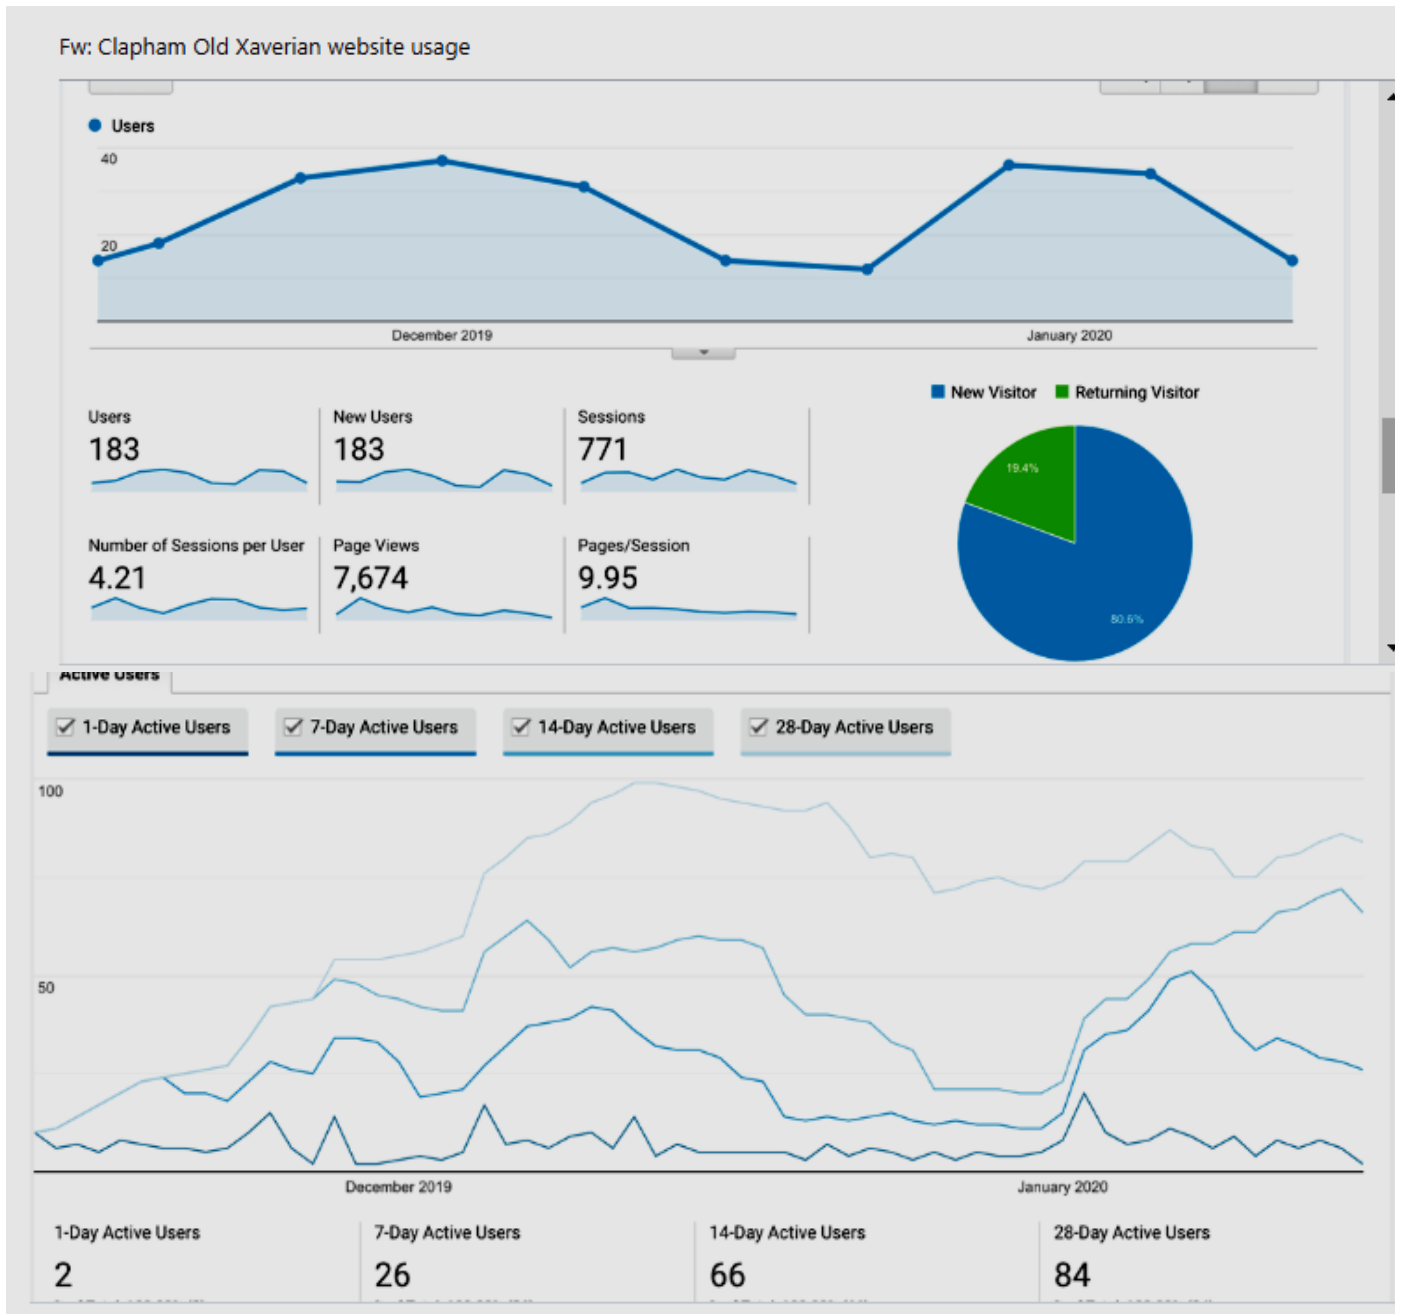 Fw: Clapham Old Xaverian website usage
Users
40
20
December 2019 January 2020
New Visitor Returning Visitor
Users New Users Sessions
183 183 771
19.4%
Number of Sessions per User Page Views Pages/Session
4.21 7,674 9.95
80.6%
Active Users
1-Day Active Users 7-Day Active Users 14-Day Active Users 28-Day Active Users
100
50
December 2019 January 2020
1-Day Active Users 7-Day Active Users 14-Day Active Users 28-Day Active Users
2 26 66 84